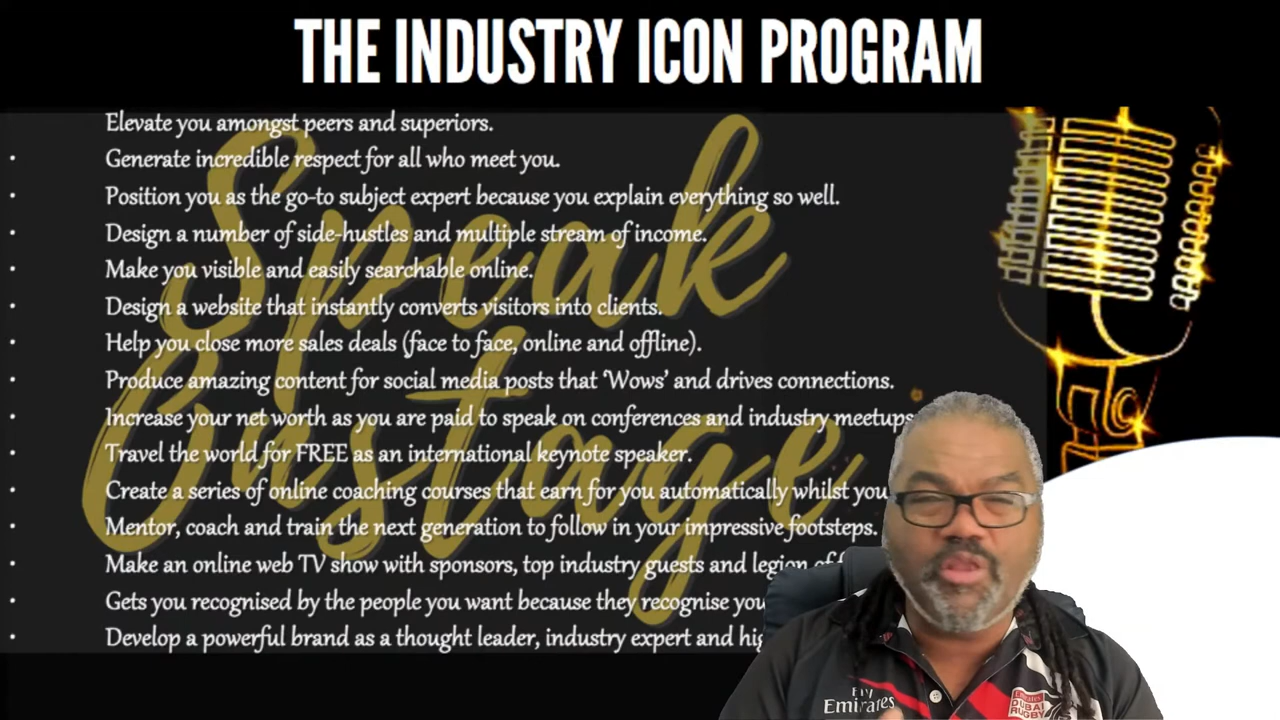 THE INDUSTRY ICON PROGRAM
Elevate you amongst peers and superiors.
• Generate incredible respect for all who meet you.
• Position you as the go-to subject expert because you explain everything so well.
• Design a number of side-hustles and multiple stream of income.
• Make you visible and easily searchable online.
• Design a website that instantly converts visitors into clients.
• Help you close more sales deals (face to face, online and offline).
• Produce amazing content for social media posts that ‘Wows’ and drives connections.
• Increase your net worth as you are paid to speak on conferences and industry meetups
• Travel the world for FREE as an international keynote speaker.
• Create a series of online coaching courses that earn for you automatically whilst you
• Mentor, coach and train the next generation to follow in your impressive footsteps.
• Make an online web TV show with sponsors, top industry guests and legion of
• Gets you recognised by the people you want because they recognise you
• Develop a powerful brand as a thought leader, industry expert and
Speak
Onstage
Fly
Emirates
Emirates
DUBAI
RUGBY